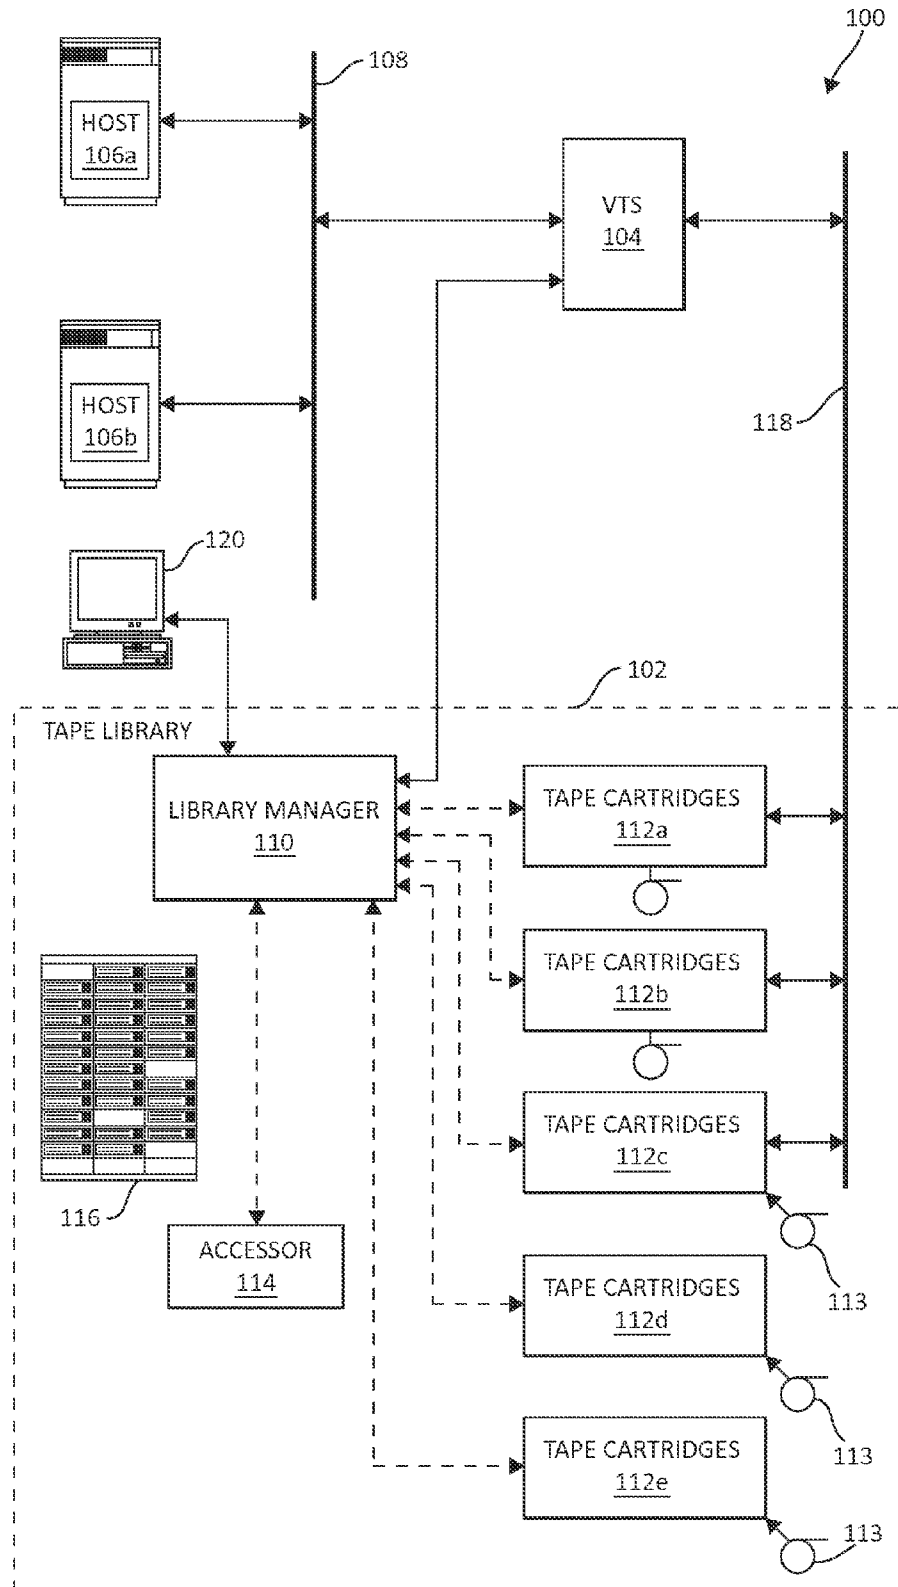 100
108
HOST
106a
VTS
104
HOST
106b
118
120
102
TAPE LIBRARY
LIBRARY MANAGER
110
TAPE CARTRIDGES
112a
TAPE CARTRIDGES
112b
TAPE CARTRIDGES
112c
116
ACCESSOR
114
113
TAPE CARTRIDGES
112d
113
TAPE CARTRIDGES
112e
113